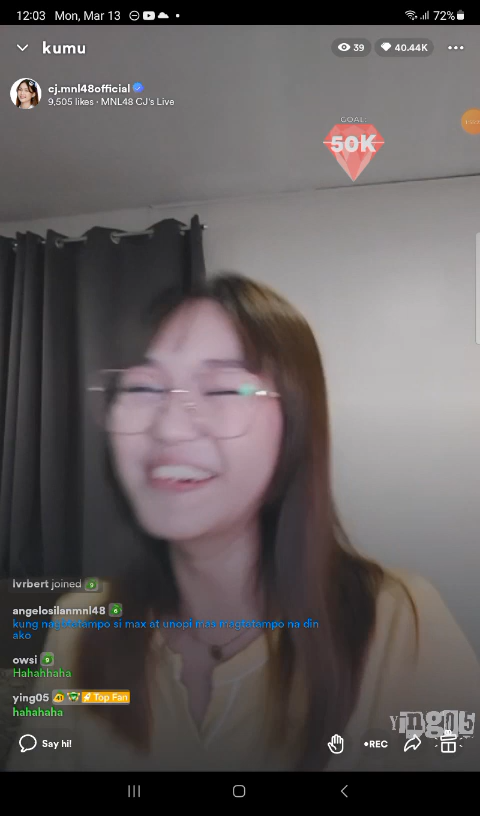 12:03 Mon, Mar 13 72%
kumu 39 40.44K
cj.mnl48official
9,505 likes · MNL48 CJ's Live
GOAL:
50K
lvrbert joined 9
angelosilanmnl48 6
kung nagtatampo si max at unopi mas magtatampo na din
ako
owsi 9
Hahahhaha
ying05 41 Top Fan
hahahaha
Ying05
Say hi! REC